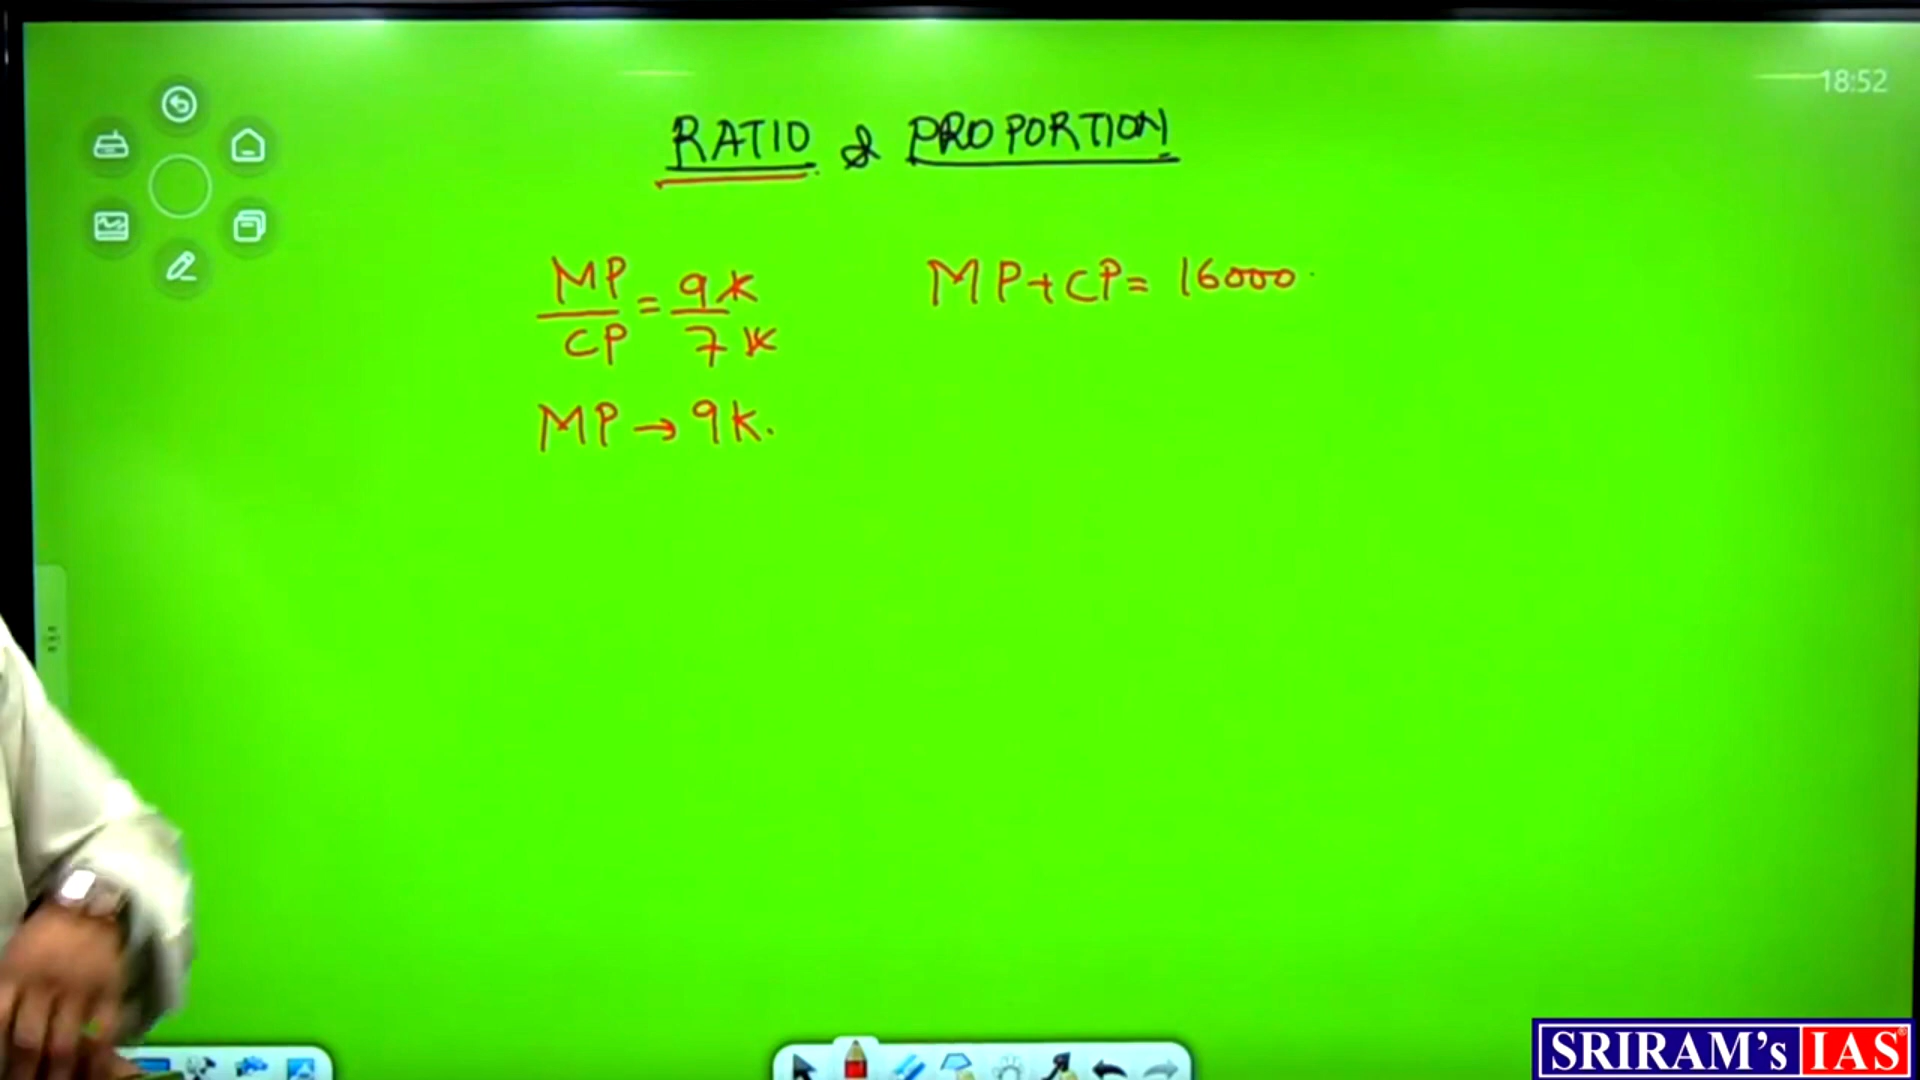 18:52
RATIO & PROPORTION
MP/CP = 9k/7k
MP + CP = 16000
MP → 9k.
SRIRAM's IAS